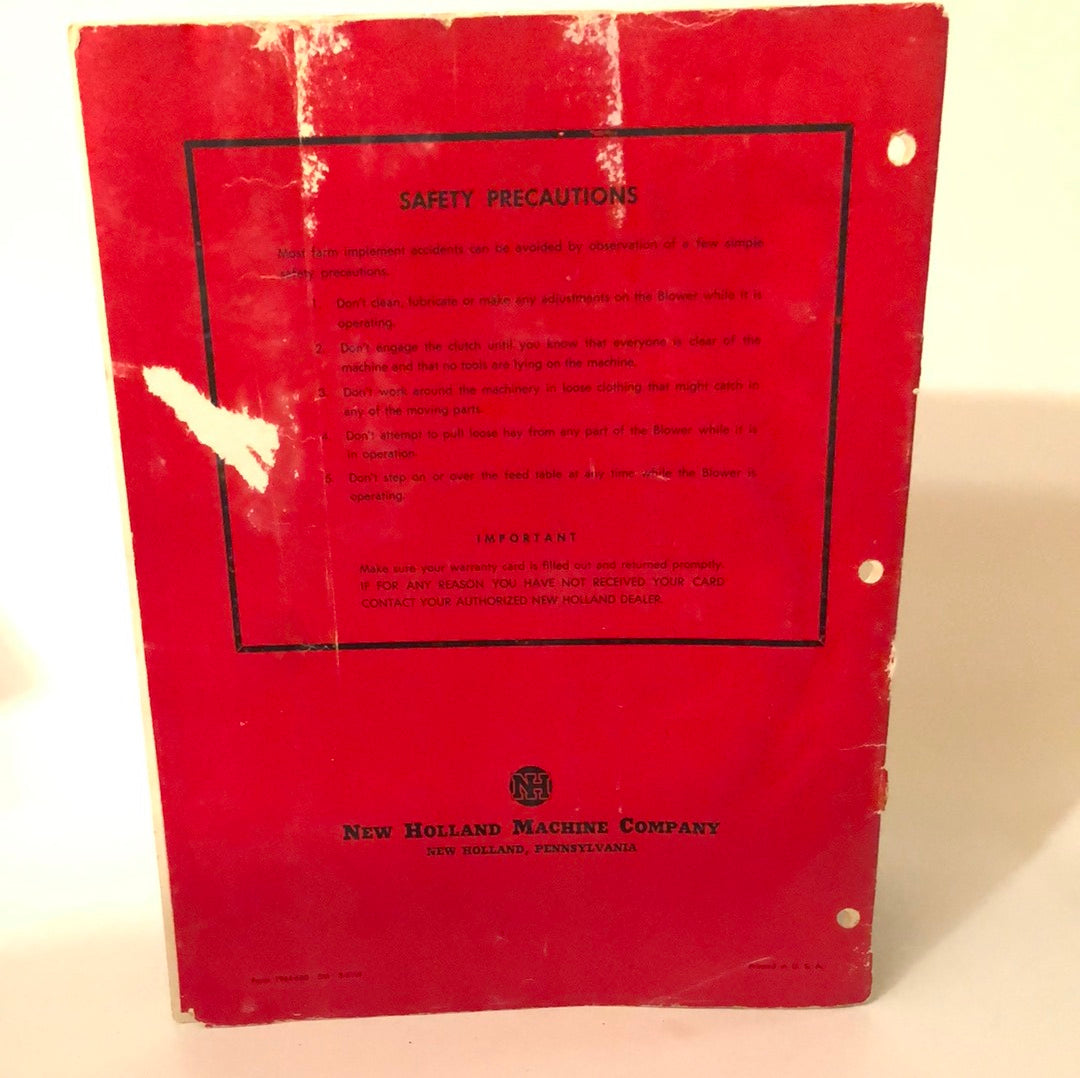 SAFETY PRECAUTIONS
Most farm implement accidents can be avoided by observation of a few simple
safety precautions.
1. Don't clean, lubricate or make any adjustments on the Blower while it is
operating.
2. Don't engage the clutch until you know that everyone is clear of the
machine and that no tools are lying on the machine.
3. Don't work around the machinery in loose clothing that might catch in
any of the moving parts.
4. Don't attempt to pull loose hay from any part of the Blower while it is
in operation.
5. Don't step on or over the feed table at any time while the Blower is
operating.
IMPORTANT
Make sure your warranty card is filled out and returned promptly.
IF FOR ANY REASON YOU HAVE NOT RECEIVED YOUR CARD
CONTACT YOUR AUTHORIZED NEW HOLLAND DEALER.
NH
NEW HOLLAND MACHINE COMPANY
NEW HOLLAND, PENNSYLVANIA
Form
Printed U. S. A.